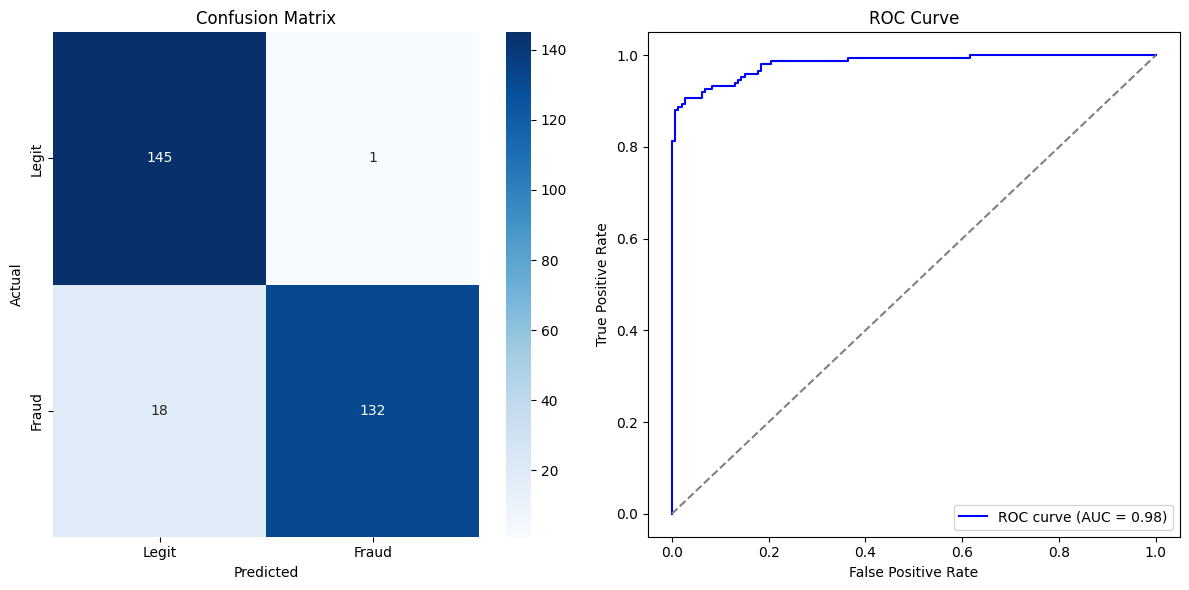 Confusion Matrix
Actual
Legit
Fraud
145
1
18
132
Legit
Fraud
Predicted
140
120
100
80
60
40
20
ROC Curve
True Positive Rate
1.0
0.8
0.6
0.4
0.2
0.0
0.0
0.2
0.4
0.6
0.8
1.0
False Positive Rate
ROC curve (AUC = 0.98)